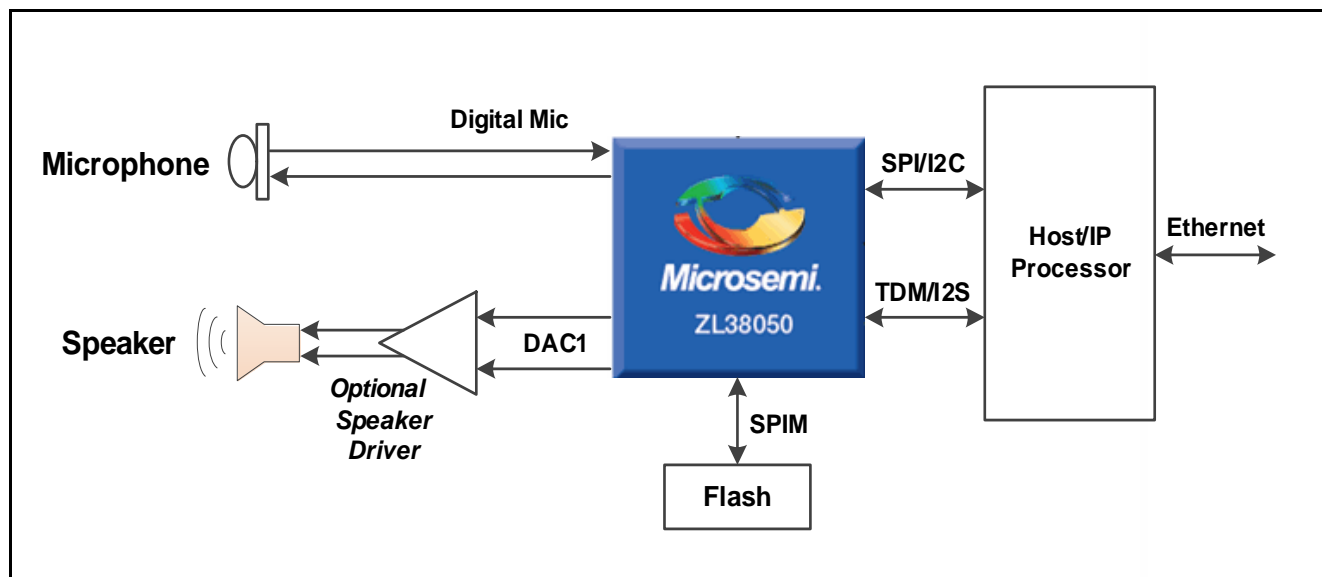 Digital Mic
Microphone
SPI/I2C
Ethernet
Host/IP
Processor
Microsemi.
TDM/I2S
ZL38050
Speaker
DAC1
Optional
Speaker
Driver
SPIM
Flash